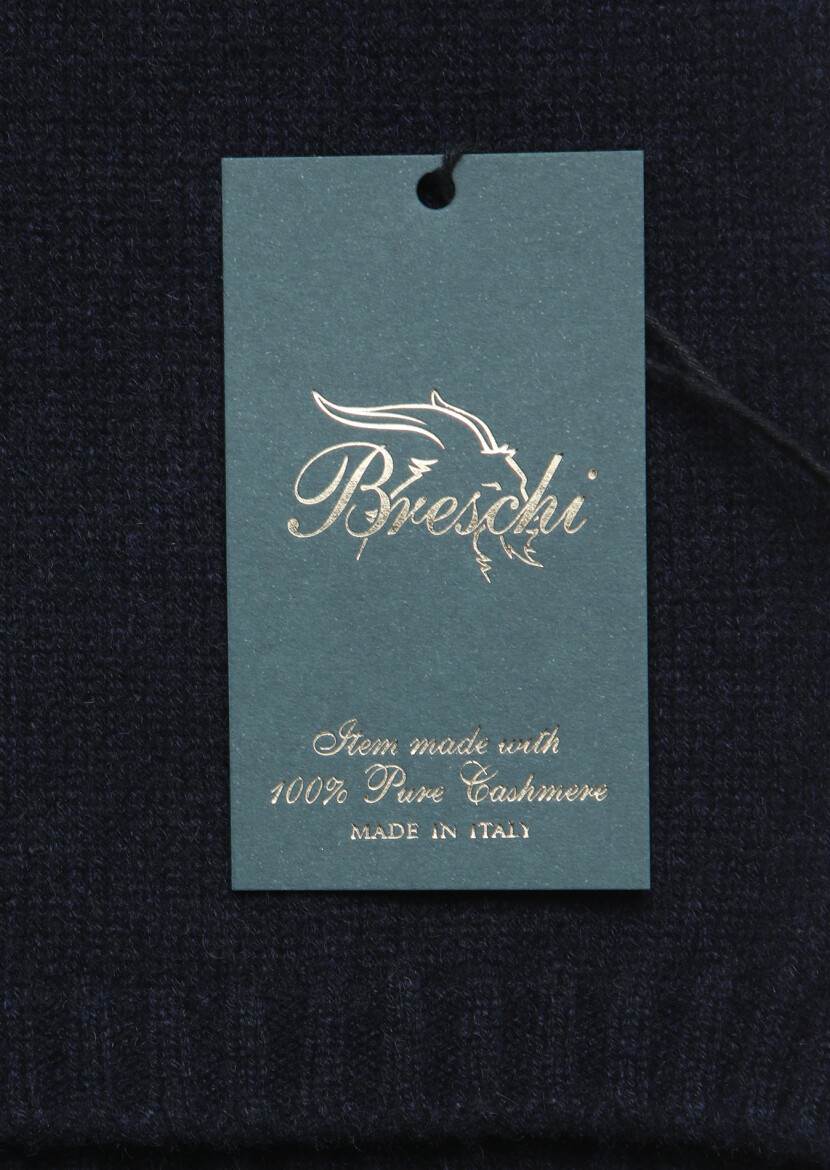 Breschi
Item made with
100% Pure Cashmere
MADE IN ITALY